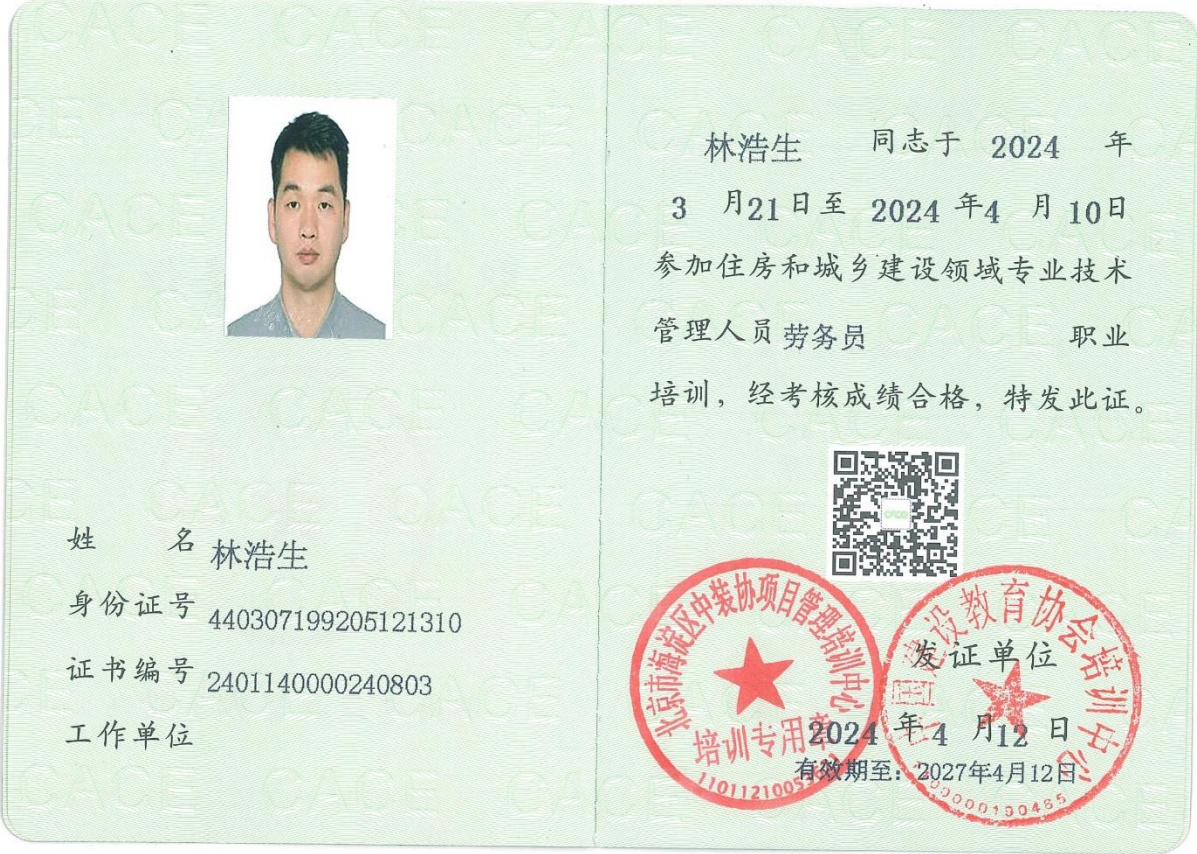 姓 名 林浩生
身份证号 440307199205121310
证书编号 2401140000240803
工作单位
林浩生 同志于 2024 年
3 月21日至 2024 年4 月 10日
参加住房和城乡建设领域专业技术
管理人员 劳务员 职业
培训，经考核成绩合格，特发此证。
CACE
北京市海淀区中装协项目管理培训中心
培训专用章
中国建设教育协会培训中心
发证单位
2024 年 4 月12 日
有效期至：2027年4月12日